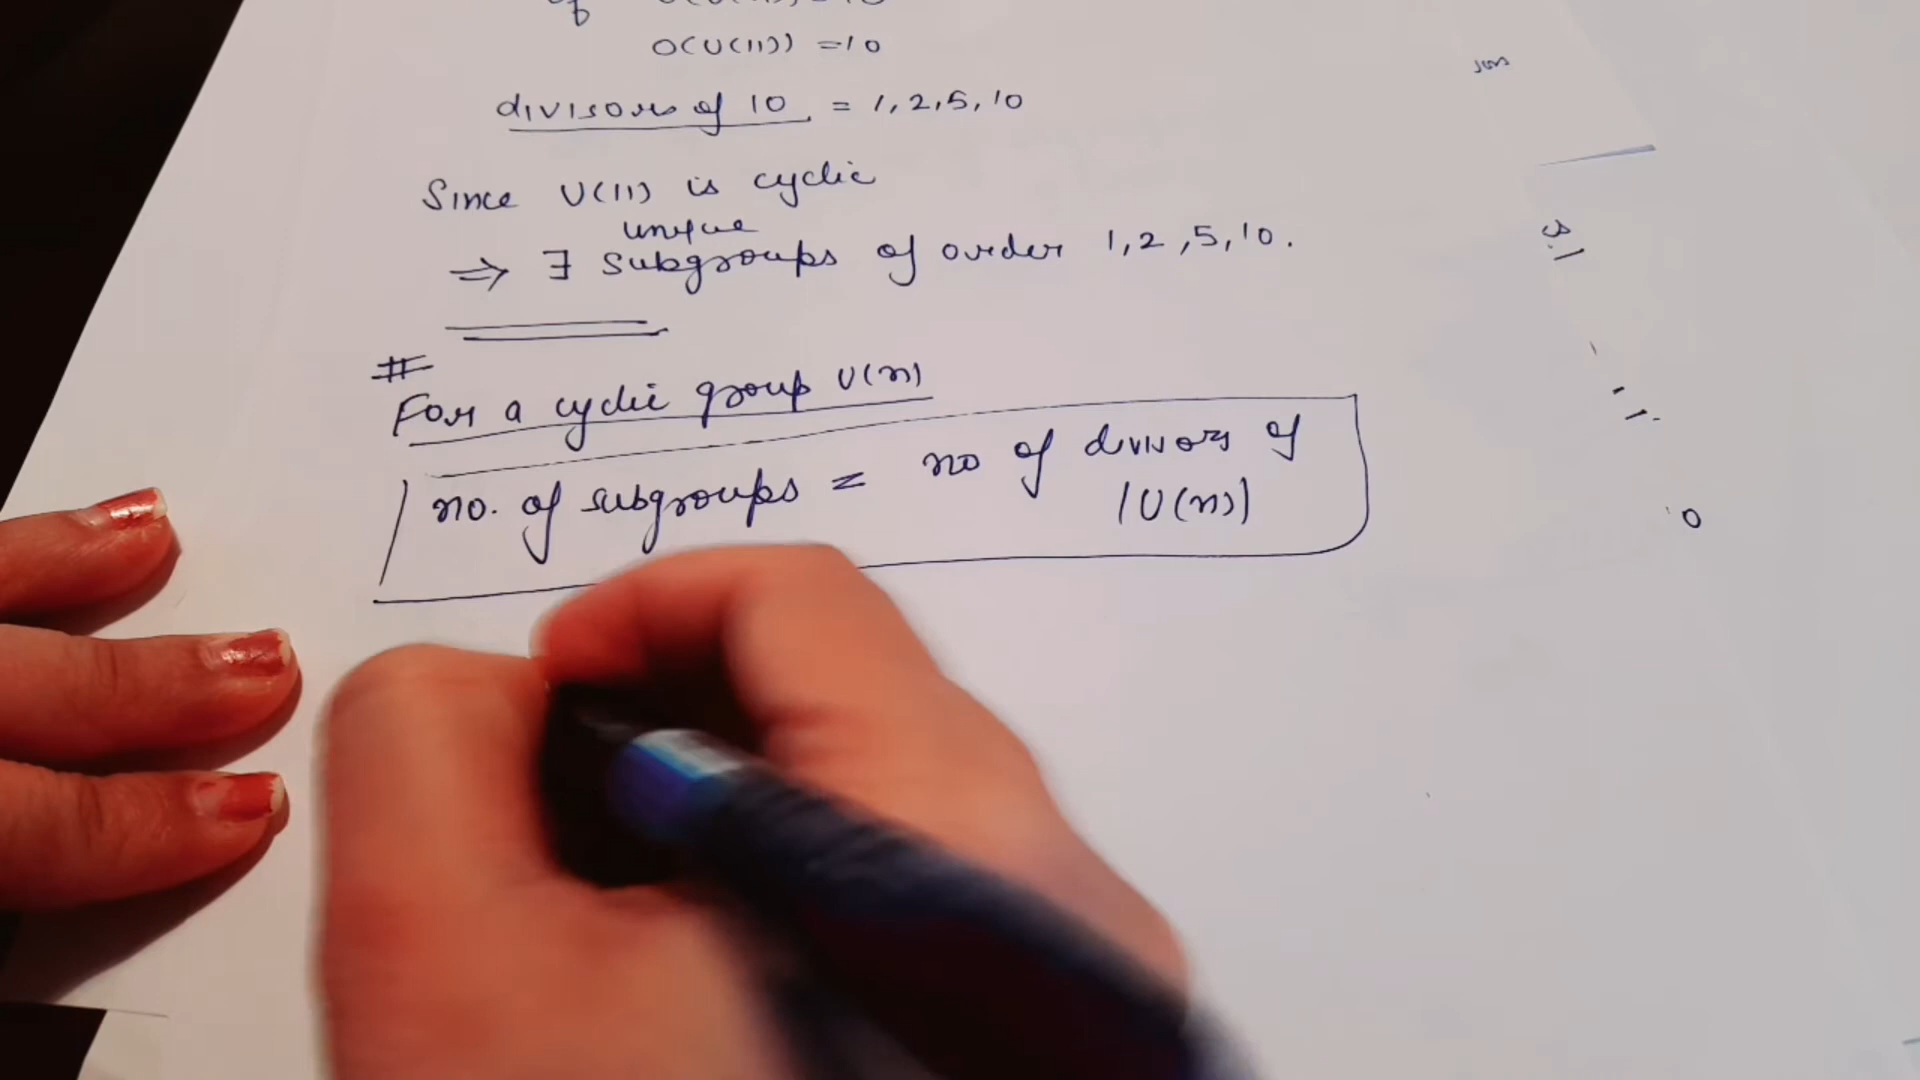 of
O(U(11)) = 10
divisors of 10 = 1, 2, 5, 10
Since U(11) is cyclic
unique
⇒ ∃ subgroups of order 1, 2, 5, 10.
#
For a cyclic group U(n)
no. of subgroups = no of divisors of
|U(n)|